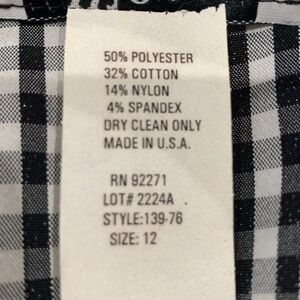 50% POLYESTER
32% COTTON
14% NYLON
4% SPANDEX
DRY CLEAN ONLY
MADE IN U.S.A.
RN 92271
LOT# 2224A .
STYLE:139-76
SIZE: 12